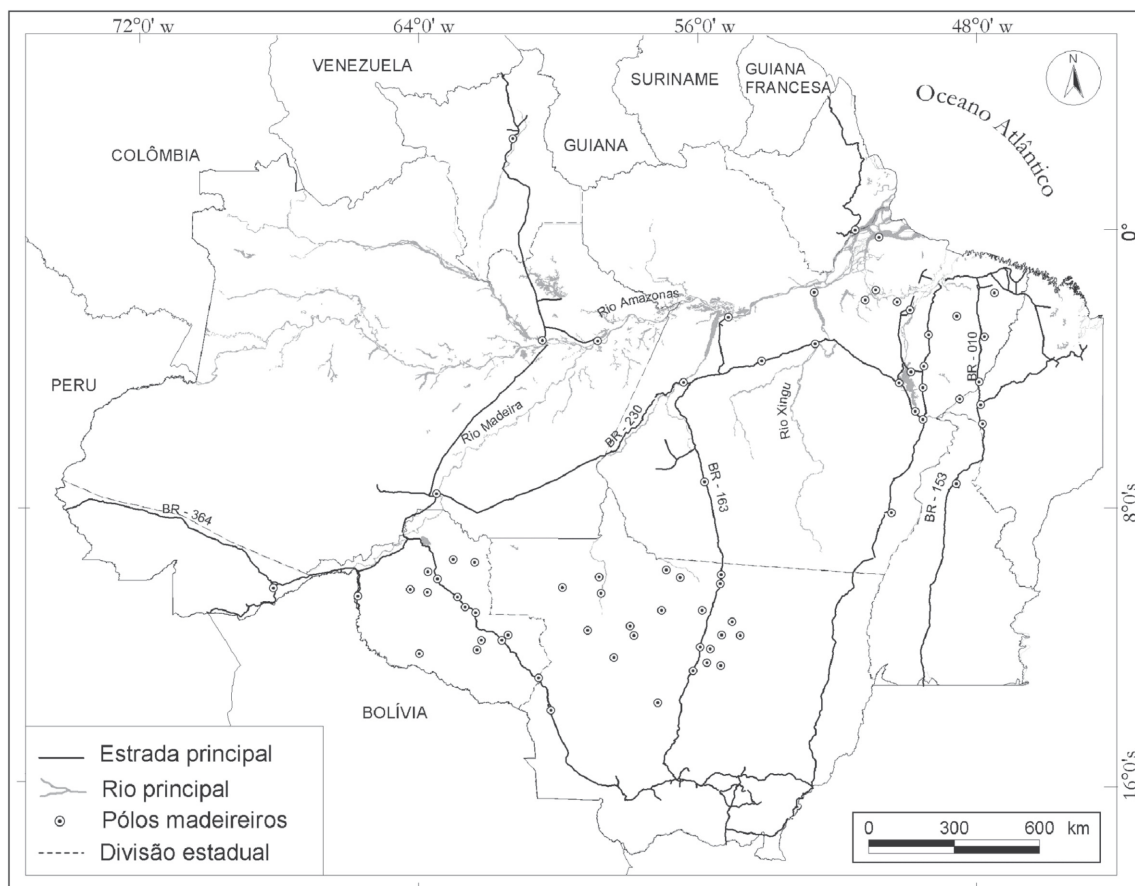 72°0' w
64°0' w
56°0' w
48°0' w
N
VENEZUELA
SURINAME
GUIANA
FRANCESA
Oceano Atlântico
COLÔMBIA
GUIANA
0°
Rio Amazonas
PERU
BR - 010
Rio Madeira
BR - 230
Rio Xingu
BR - 163
BR - 153
BR - 364
8°0's
BOLÍVIA
Estrada principal
Rio principal
Pólos madeireiros
Divisão estadual
16°0's
0 300 600 km